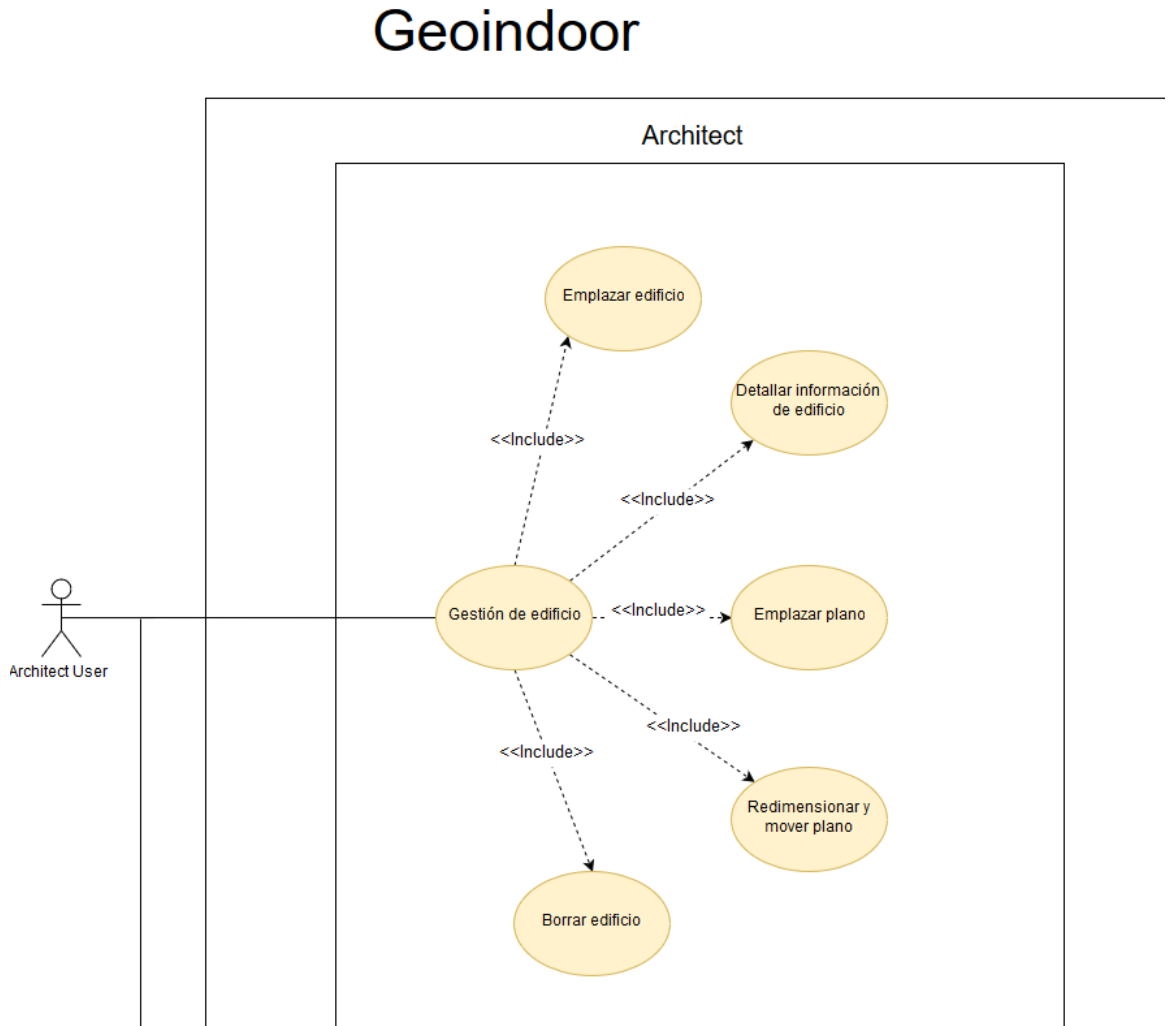 Geoindoor
Architect
Emplazar edificio
Detallar información
de edificio
<<Include>>
<<Include>>
Gestión de edificio
<<Include>>
Emplazar plano
Architect User
<<Include>>
<<Include>>
Redimensionar y
mover plano
Borrar edificio